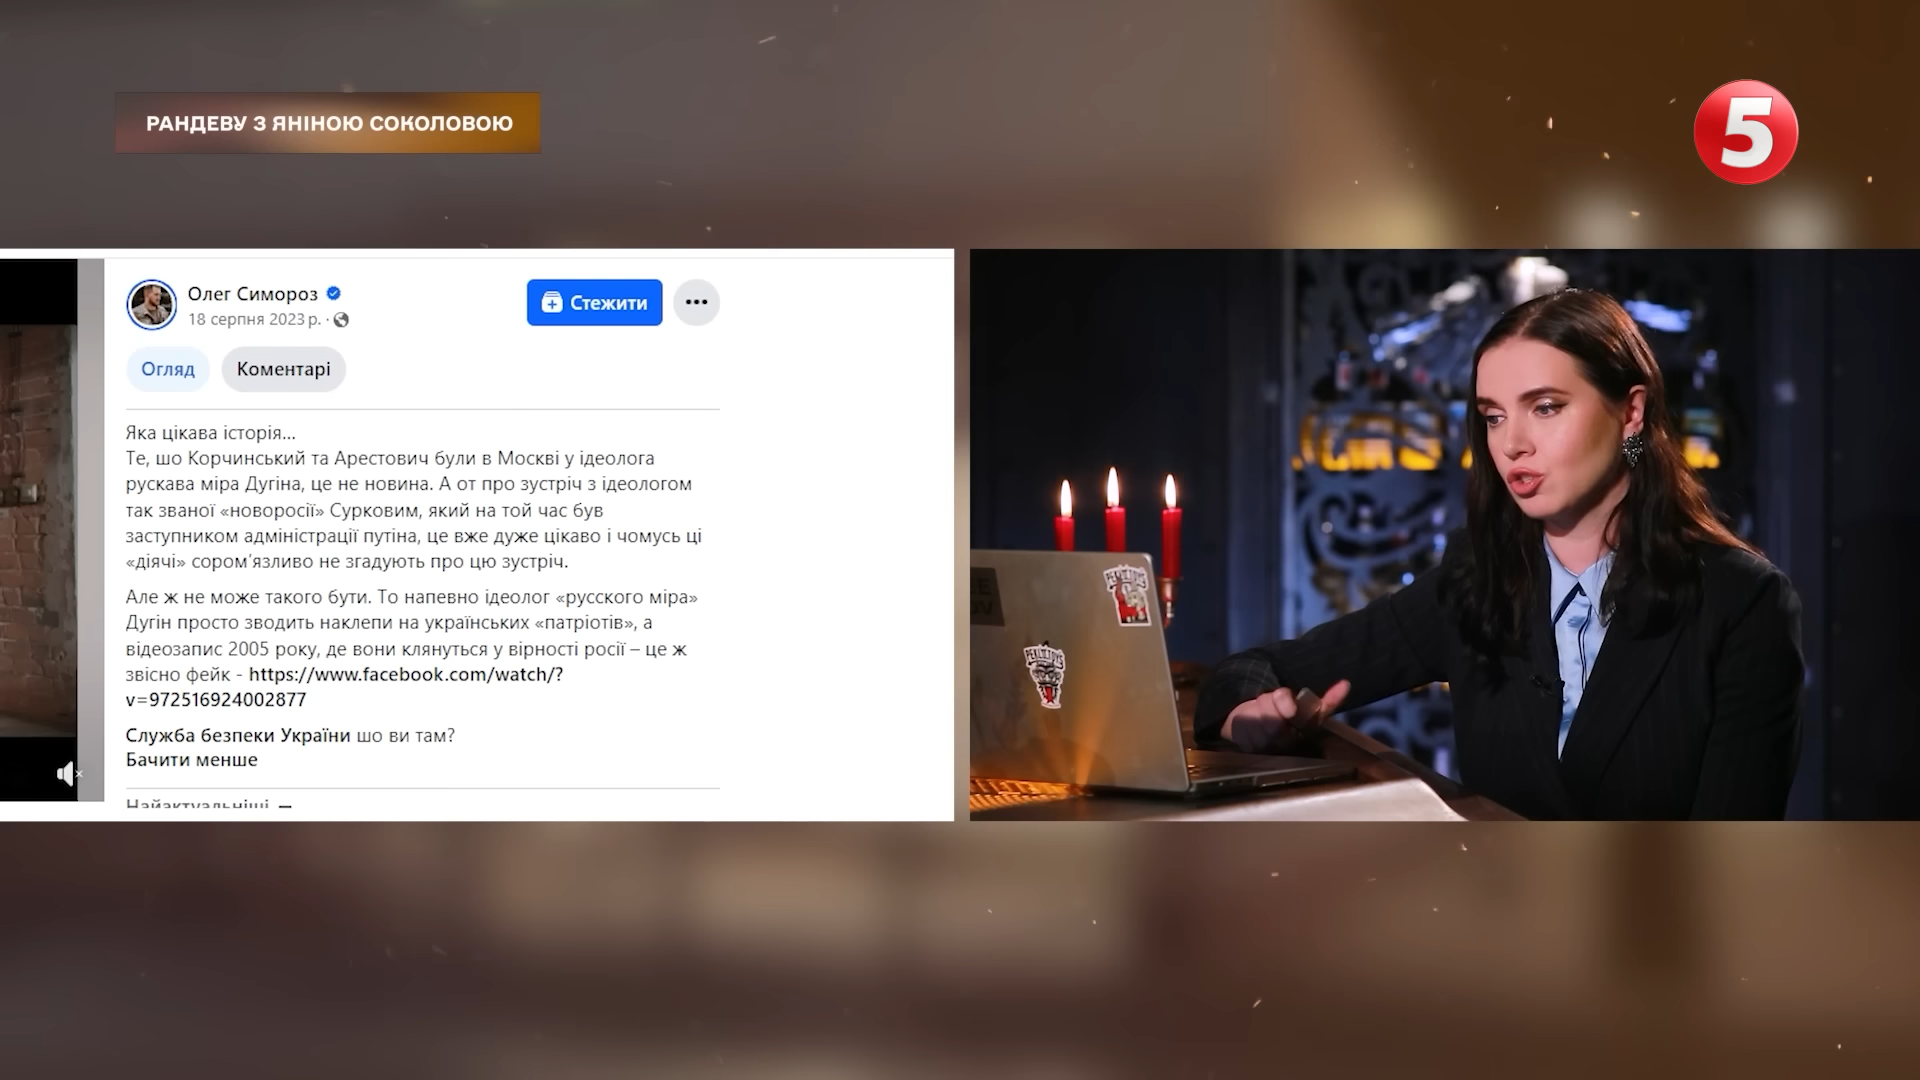 РАНДЕВУ З ЯНІНОЮ СОКОЛОВОЮ
5
Олег Симороз
18 серпня 2023 р. ·
Стежити
Огляд
Коментарі
Яка цікава історія...
Те, шо Корчинський та Арестович були в Москві у ідеолога
рускава міра Дугіна, це не новина. А от про зустріч з ідеологом
так званої «новоросії» Сурковим, який на той час був
заступником адміністрації путіна, це вже дуже цікаво і чомусь ці
«діячі» сором’язливо не згадують про цю зустріч.
Але ж не може такого бути. То напевно ідеолог «русского міра»
Дугін просто зводить наклепи на українських «патріотів», а
відеозапис 2005 року, де вони клянуться у вірності росії – це ж
звісно фейк - https://www.facebook.com/watch/?
v=972516924002877
Служба безпеки України шо ви там?
Бачити менше
Найактуальніші